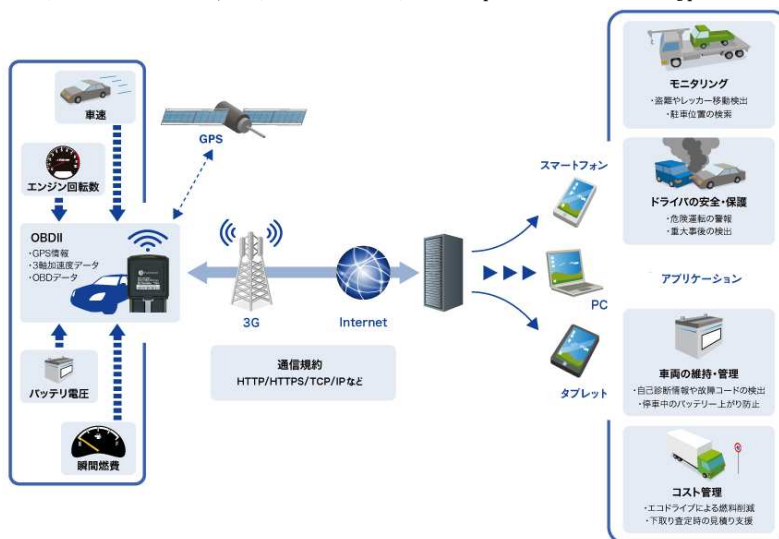 車速
エンジン回転数
OBDII
・GPS情報
・3軸加速度データ
・OBDデータ
バッテリ電圧
瞬間燃費
GPS
3G
Internet
通信規約
HTTP/HTTPS/TCP/IPなど
スマートフォン
PC
タブレット
モニタリング
・盗難やレッカー移動検出
・駐車位置の検索
ドライバの安全・保護
・危険運転の警報
・重大事後の検出
アプリケーション
車両の維持・管理
・自己診断情報や故障コードの検出
・停車中のバッテリー上がり防止
コスト管理
・エコドライブによる燃料削減
・下取り査定時の見積り支援